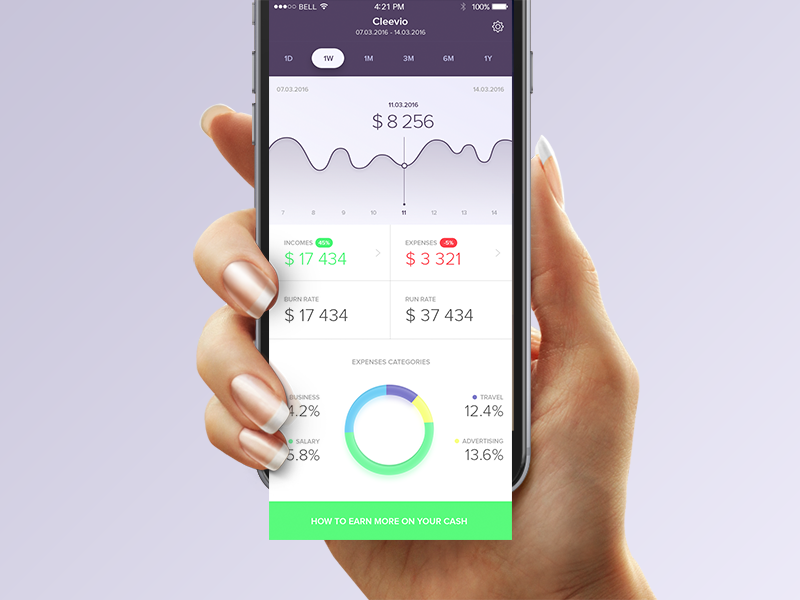 BELL 4:21 PM 100%
Cleevio
07.03.2016 - 14.03.2016
1D 1W 1M 3M 6M 1Y
07.03.2016 14.03.2016
11.03.2016
$ 8 256
7 8 9 10 11 12 13 14
INCOMES 45% EXPENSES -5%
$ 17 434 $ 3 321
BURN RATE RUN RATE
$ 17 434 $ 37 434
EXPENSES CATEGORIES
BUSINESS TRAVEL
4.2% 12.4%
SALARY ADVERTISING
5.8% 13.6%
HOW TO EARN MORE ON YOUR CASH